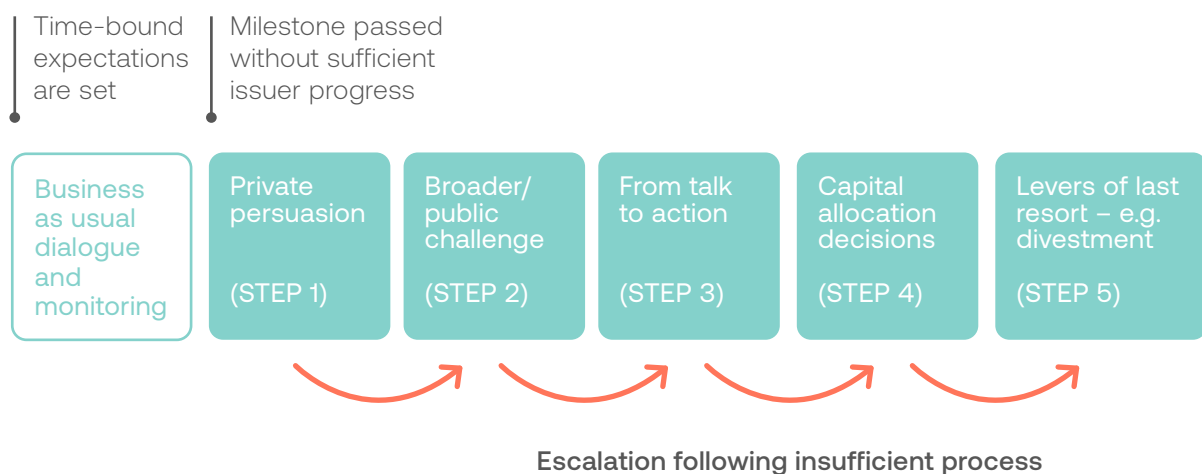 Time-bound
expectations
are set
Milestone passed
without sufficient
issuer progress
Business
as usual
dialogue
and
monitoring
Private
persuasion
(STEP 1)
Broader/
public
challenge
(STEP 2)
From talk
to action
(STEP 3)
Capital
allocation
decisions
(STEP 4)
Levers of last
resort – e.g.
divestment
(STEP 5)
Escalation following insufficient process